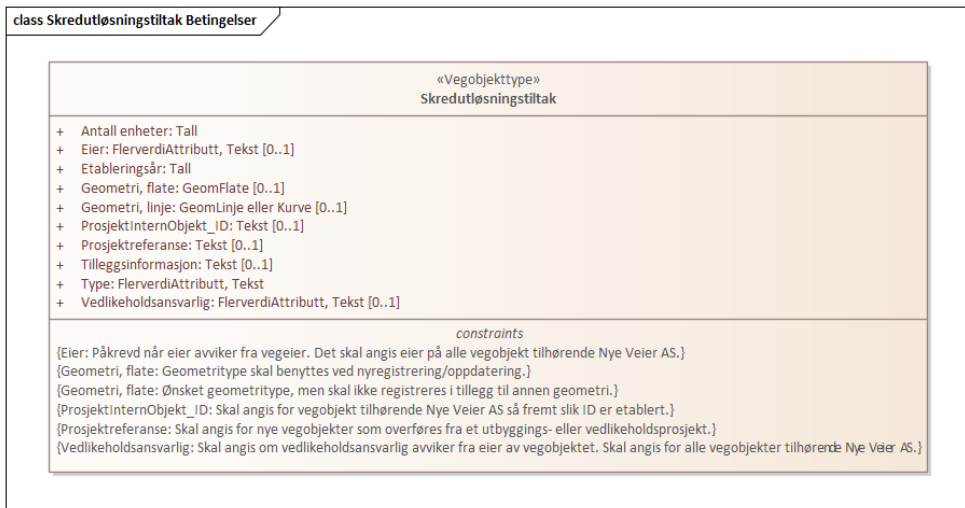 class Skredutløsningstiltak Betingelser
«Vegobjekttype»
Skredutløsningstiltak
+ Antall enheter: Tall
+ Eier: FlerverdiAttributt, Tekst [0..1]
+ Etableringsår: Tall
+ Geometri, flate: GeomFlate [0..1]
+ Geometri, linje: GeomLinje eller Kurve [0..1]
+ ProsjektInternObjekt_ID: Tekst [0..1]
+ Prosjektreferanse: Tekst [0..1]
+ Tilleggsinformasjon: Tekst [0..1]
+ Type: FlerverdiAttributt, Tekst
+ Vedlikeholdsansvarlig: FlerverdiAttributt, Tekst [0..1]
constraints
{Eier: Påkrevd når eier avviker fra vegeier. Det skal angis eier på alle vegobjekt tilhørende Nye Veier AS.}
{Geometri, flate: Geometritype skal benyttes ved nyregistrering/oppdatering.}
{Geometri, flate: Ønsket geometritype, men skal ikke registreres i tillegg til annen geometri.}
{ProsjektInternObjekt_ID: Skal angis for vegobjekt tilhørende Nye Veier AS så fremt slik ID er etablert.}
{Prosjektreferanse: Skal angis for nye vegobjekter som overføres fra et utbyggings- eller vedlikeholdsprosjekt.}
{Vedlikeholdsansvarlig: Skal angis om vedlikeholdsansvarlig avviker fra eier av vegobjektet. Skal angis for alle vegobjekter tilhørende Nye Veier AS.}